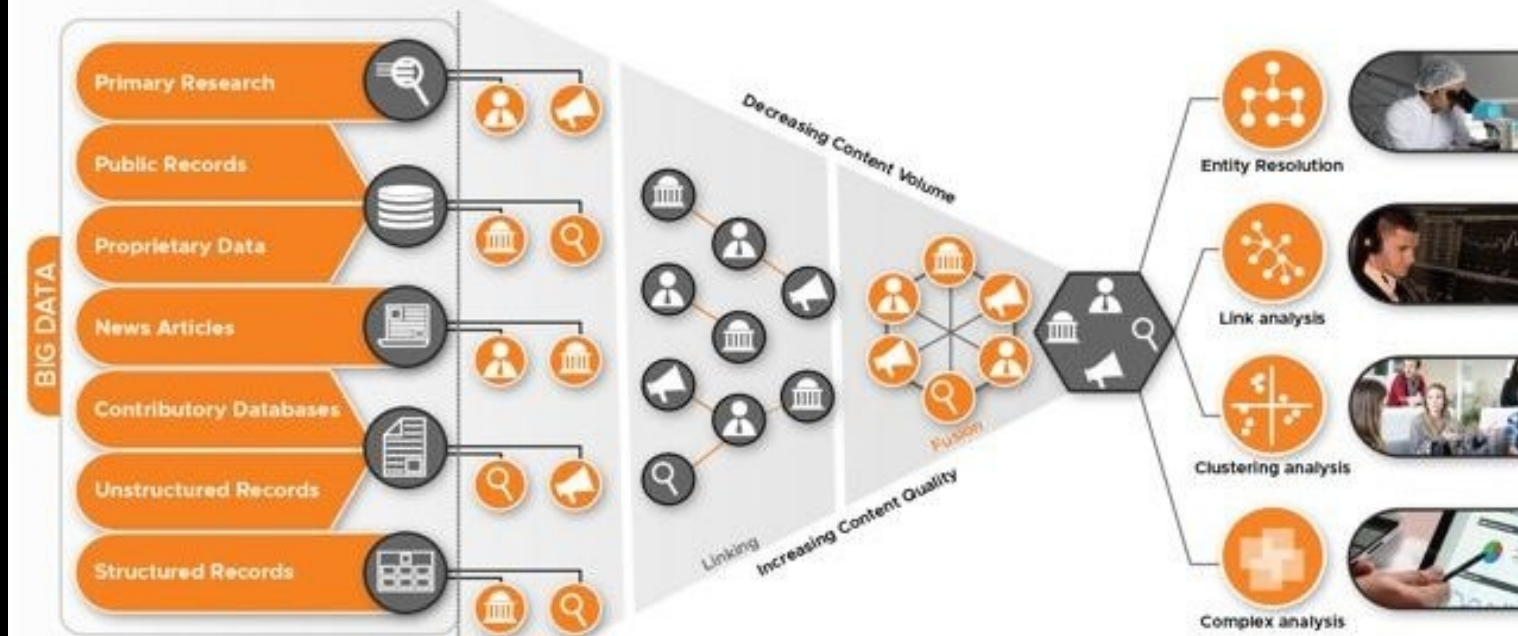 BIG DATA
Primary Research
Public Records
Proprietary Data
News Articles
Contributory Databases
Unstructured Records
Structured Records
Linking
Decreasing Content Volume
Fusion
Increasing Content Quality
Entity Resolution
Link analysis
Clustering analysis
Complex analysis